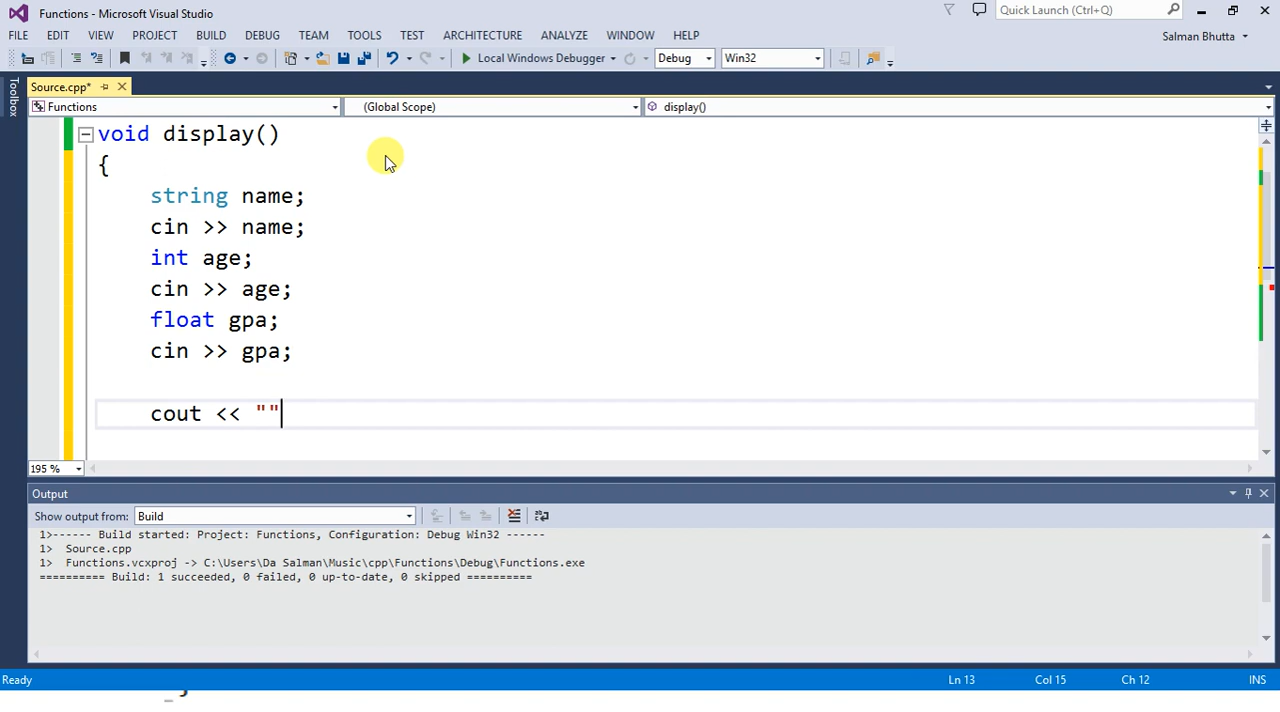 Functions - Microsoft Visual Studio
Quick Launch (Ctrl+Q)
FILE EDIT VIEW PROJECT BUILD DEBUG TEAM TOOLS TEST ARCHITECTURE ANALYZE WINDOW HELP
Salman Bhutta
Local Windows Debugger Debug Win32
Toolbox
Source.cpp*
Functions (Global Scope) display()
void display()
{
string name;
cin >> name;
int age;
cin >> age;
float gpa;
cin >> gpa;
cout << ""
195 %
Output
Show output from: Build
1>------ Build started: Project: Functions, Configuration: Debug Win32 ------
1> Source.cpp
1> Functions.vcxproj -> C:\Users\Da Salman\Music\cpp\Functions\Debug\Functions.exe
========== Build: 1 succeeded, 0 failed, 0 up-to-date, 0 skipped ==========
Ready Ln 13 Col 15 Ch 12 INS